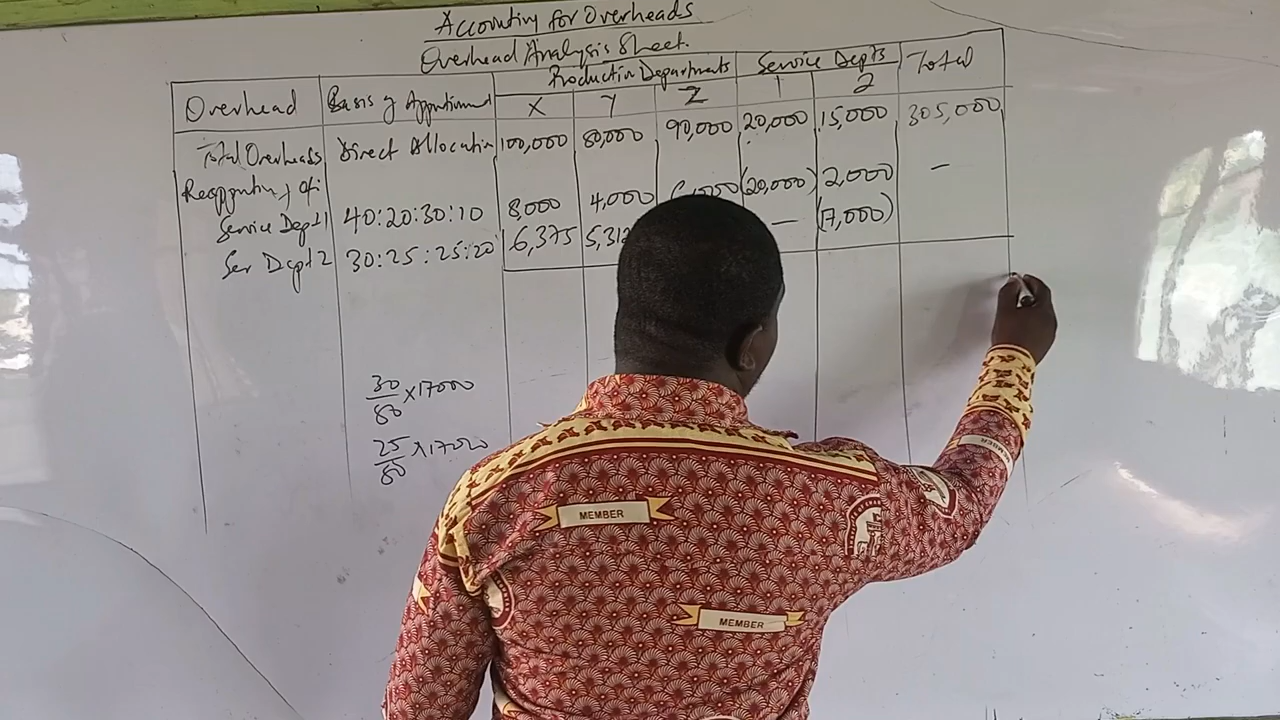 Accounting for Overheads
Overhead Analysis Sheet.
Overhead Basis of Apportionment Production Departments Service Depts Total
X Y Z 1 2
Total Overheads Direct Allocation 100,000 80,000 90,000 20,000 15,000 305,000
Reapportion of:
Service Dept 1 40:20:30:10 8,000 4,000 (20,000) 2,000 –
Ser Dept 2 30:25:25:20 6,375 – (17,000)
30/80 x 17000
25/80 x 17000
MEMBER
MEMBER
MEMBER